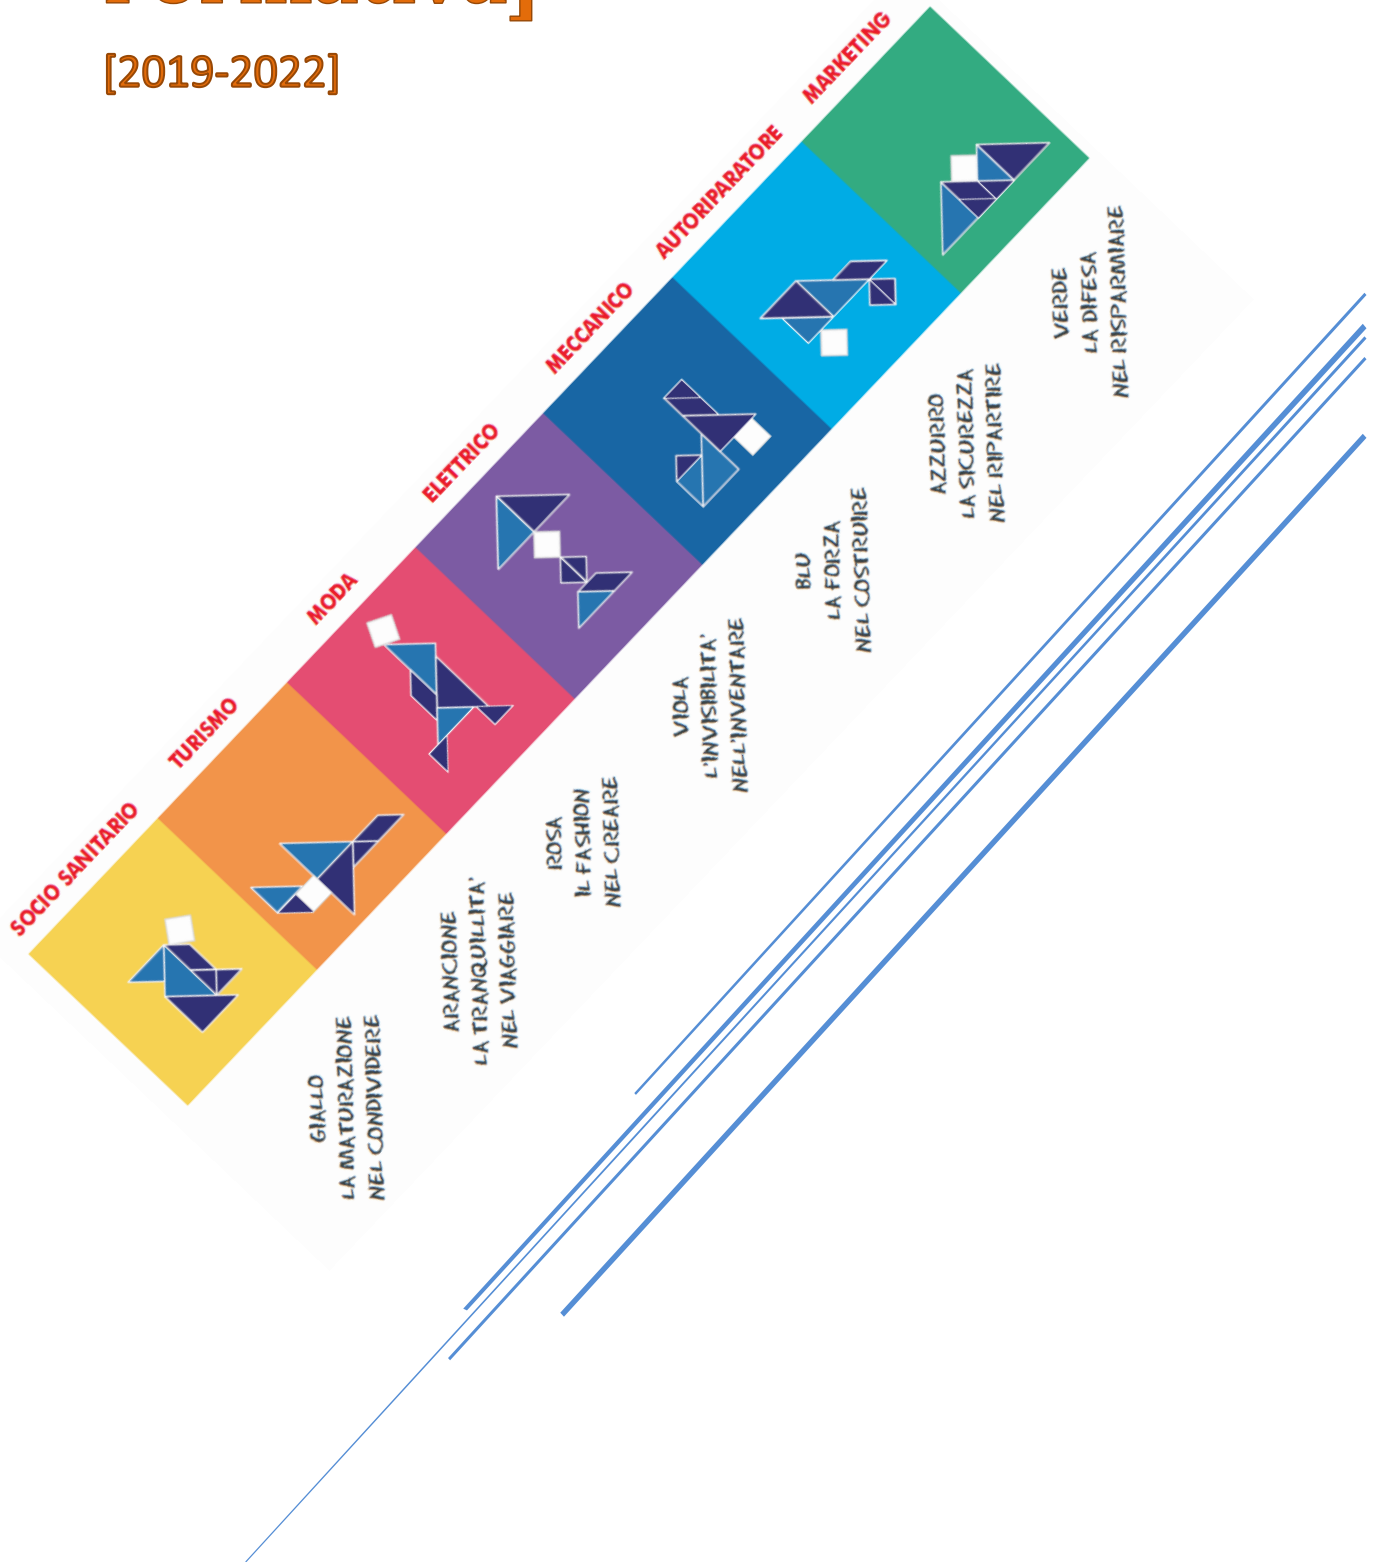 [2019-2022]
MARKETING
AUTORIPARATORE
MECCANICO
ELETTRICO
MODA
TURISMO
SOCIO SANITARIO
VERDE
LA DIFESA
NEL RISPARMIARE
AZZURRO
LA SICUREZZA
NEL RIPARTIRE
BLU
LA FORZA
NEL COSTRUIRE
VIOLA
L'INVISIBILITA'
NELL'INVENTARE
ROSA
IL FASHION
NEL CREARE
ARANCIONE
LA TRANQUILLITA'
NEL VIAGGIARE
GIALLO
LA MATURAZIONE
NEL CONDIVIDERE